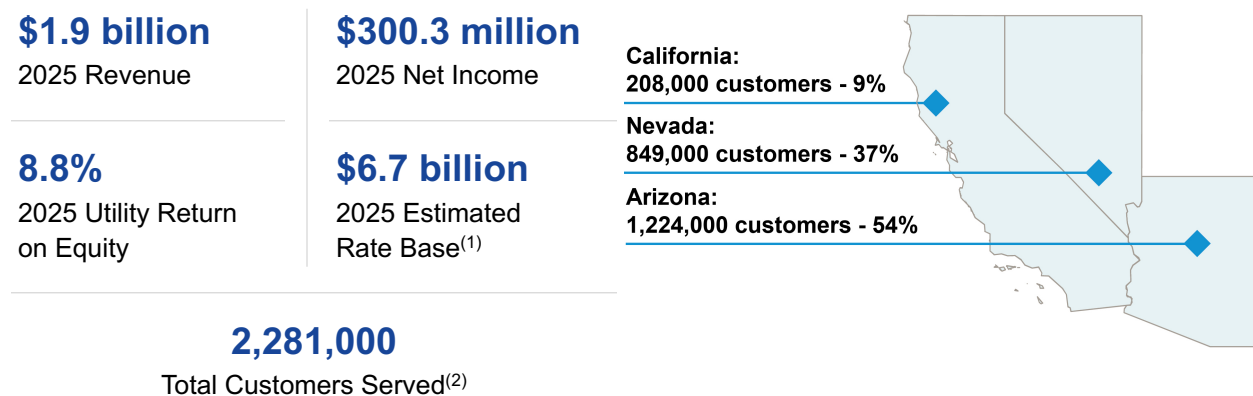 $1.9 billion
2025 Revenue
$300.3 million
2025 Net Income
8.8%
2025 Utility Return
on Equity
$6.7 billion
2025 Estimated
Rate Base(1)
2,281,000
Total Customers Served(2)
California:
208,000 customers - 9%
Nevada:
849,000 customers - 37%
Arizona:
1,224,000 customers - 54%